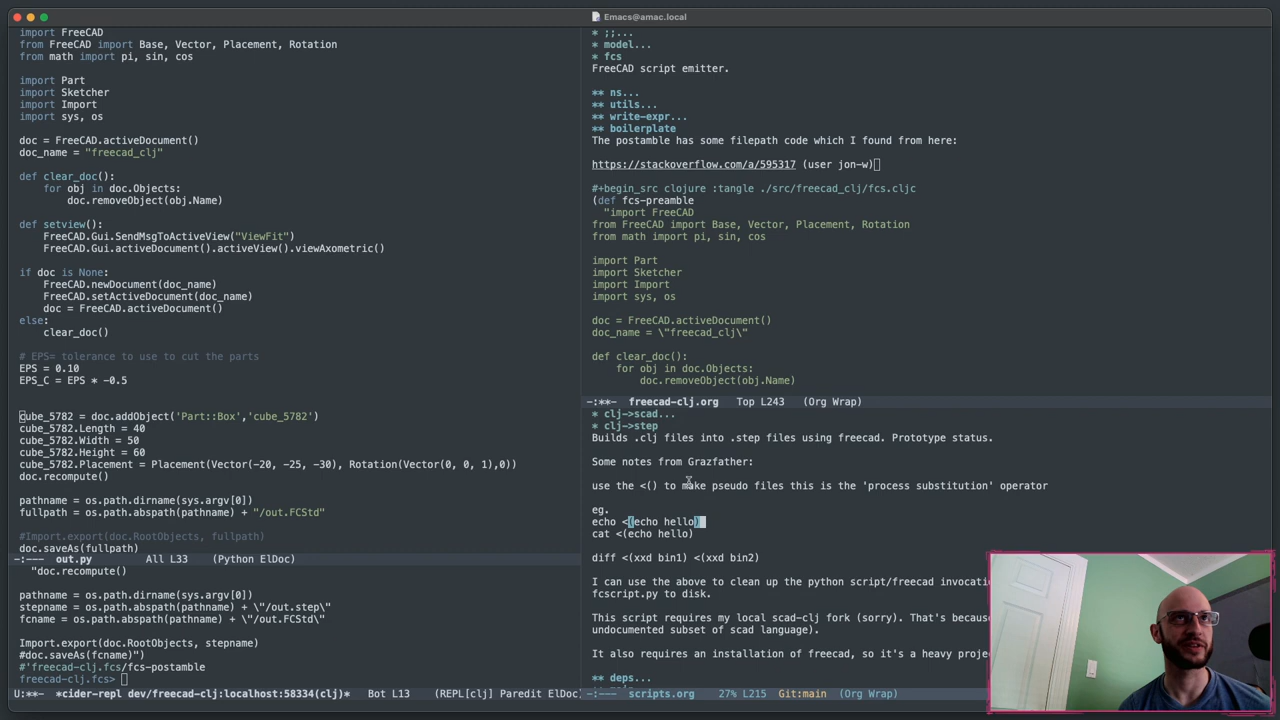 Emacs@amac.local
import FreeCAD
from FreeCAD import Base, Vector, Placement, Rotation
from math import pi, sin, cos
import Part
import Sketcher
import Import
import sys, os
doc = FreeCAD.activeDocument()
doc_name = "freecad_clj"
def clear_doc():
    for obj in doc.Objects:
        doc.removeObject(obj.Name)
def setview():
    FreeCAD.Gui.SendMsgToActiveView("ViewFit")
    FreeCAD.Gui.activeDocument().activeView().viewAxometric()
if doc is None:
    FreeCAD.newDocument(doc_name)
    FreeCAD.setActiveDocument(doc_name)
    doc = FreeCAD.activeDocument()
else:
    clear_doc()
# EPS= tolerance to use to cut the parts
EPS = 0.10
EPS_C = EPS * -0.5
cube_5782 = doc.addObject('Part::Box','cube_5782')
cube_5782.Length = 40
cube_5782.Width = 50
cube_5782.Height = 60
cube_5782.Placement = Placement(Vector(-20, -25, -30), Rotation(Vector(0, 0, 1),0))
doc.recompute()
pathname = os.path.dirname(sys.argv[0])
fullpath = os.path.abspath(pathname) + "/out.FCStd"
#Import.export(doc.RootObjects, fullpath)
doc.saveAs(fullpath)
-:---  out.py  All L33  (Python ElDoc)
"doc.recompute()
pathname = os.path.dirname(sys.argv[0])
stepname = os.path.abspath(pathname) + \"/out.step\"
fcname = os.path.abspath(pathname) + \"/out.FCStd\"
Import.export(doc.RootObjects, stepname)
#doc.saveAs(fcname)")
#'freecad-clj.fcs/fcs-postamble
freecad-clj.fcs>
U:**-  *cider-repl dev/freecad-clj:localhost:58334(clj)*  Bot L13  (REPL[clj] Paredit ElDoc
* ;;...
* model...
* fcs
FreeCAD script emitter.
** ns...
** utils...
** write-expr...
** boilerplate
The postamble has some filepath code which I found from here:
https://stackoverflow.com/a/595317 (user jon-w)
#+begin_src clojure :tangle ./src/freecad_clj/fcs.cljc
(def fcs-preamble
  "import FreeCAD
from FreeCAD import Base, Vector, Placement, Rotation
from math import pi, sin, cos
import Part
import Sketcher
import Import
import sys, os
doc = FreeCAD.activeDocument()
doc_name = \"freecad_clj\"
def clear_doc():
    for obj in doc.Objects:
        doc.removeObject(obj.Name)
-:**-  freecad-clj.org  Top L243  (Org Wrap)
* clj->scad...
* clj->step
Builds .clj files into .step files using freecad. Prototype status.
Some notes from Grazfather:
use the <() to make pseudo files this is the 'process substitution' operator
eg.
echo <(echo hello)
cat <(echo hello)
diff <(xxd bin1) <(xxd bin2)
I can use the above to clean up the python script/freecad invocati
fcscript.py to disk.
This script requires my local scad-clj fork (sorry). That's becaus
undocumented subset of scad language).
It also requires an installation of freecad, so it's a heavy proje
** deps...
-:---  scripts.org  27% L215  Git:main  (Org Wrap)